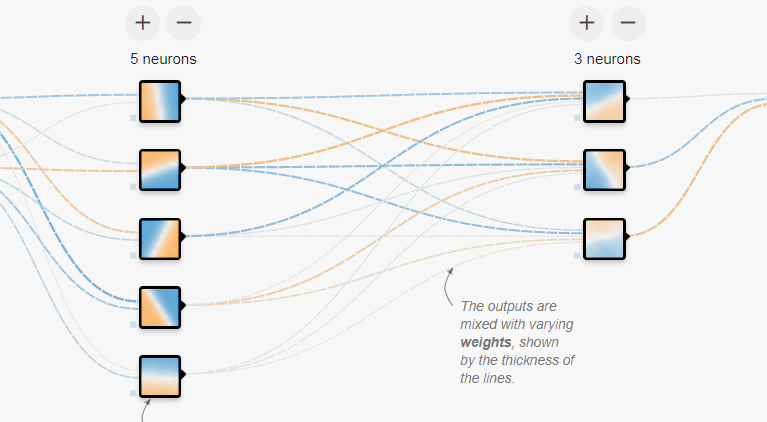 + −
+ −
5 neurons
3 neurons
The outputs are
mixed with varying
weights, shown
by the thickness of
the lines.